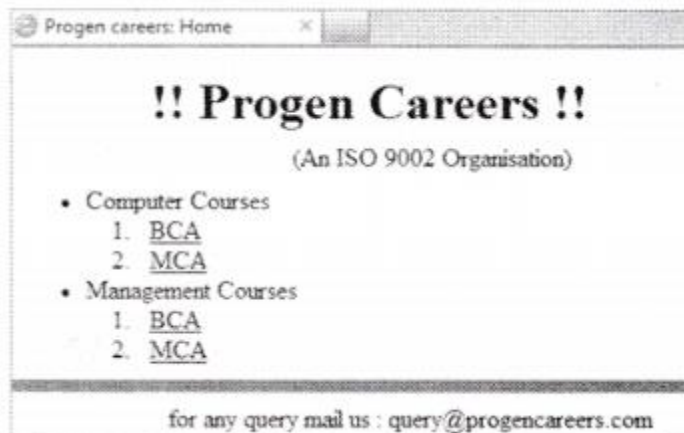 Progen careers: Home
!! Progen Careers !!
(An ISO 9002 Organisation)
• Computer Courses
1. BCA
2. MCA
• Management Courses
1. BCA
2. MCA
for any query mail us : query@progencareers.com